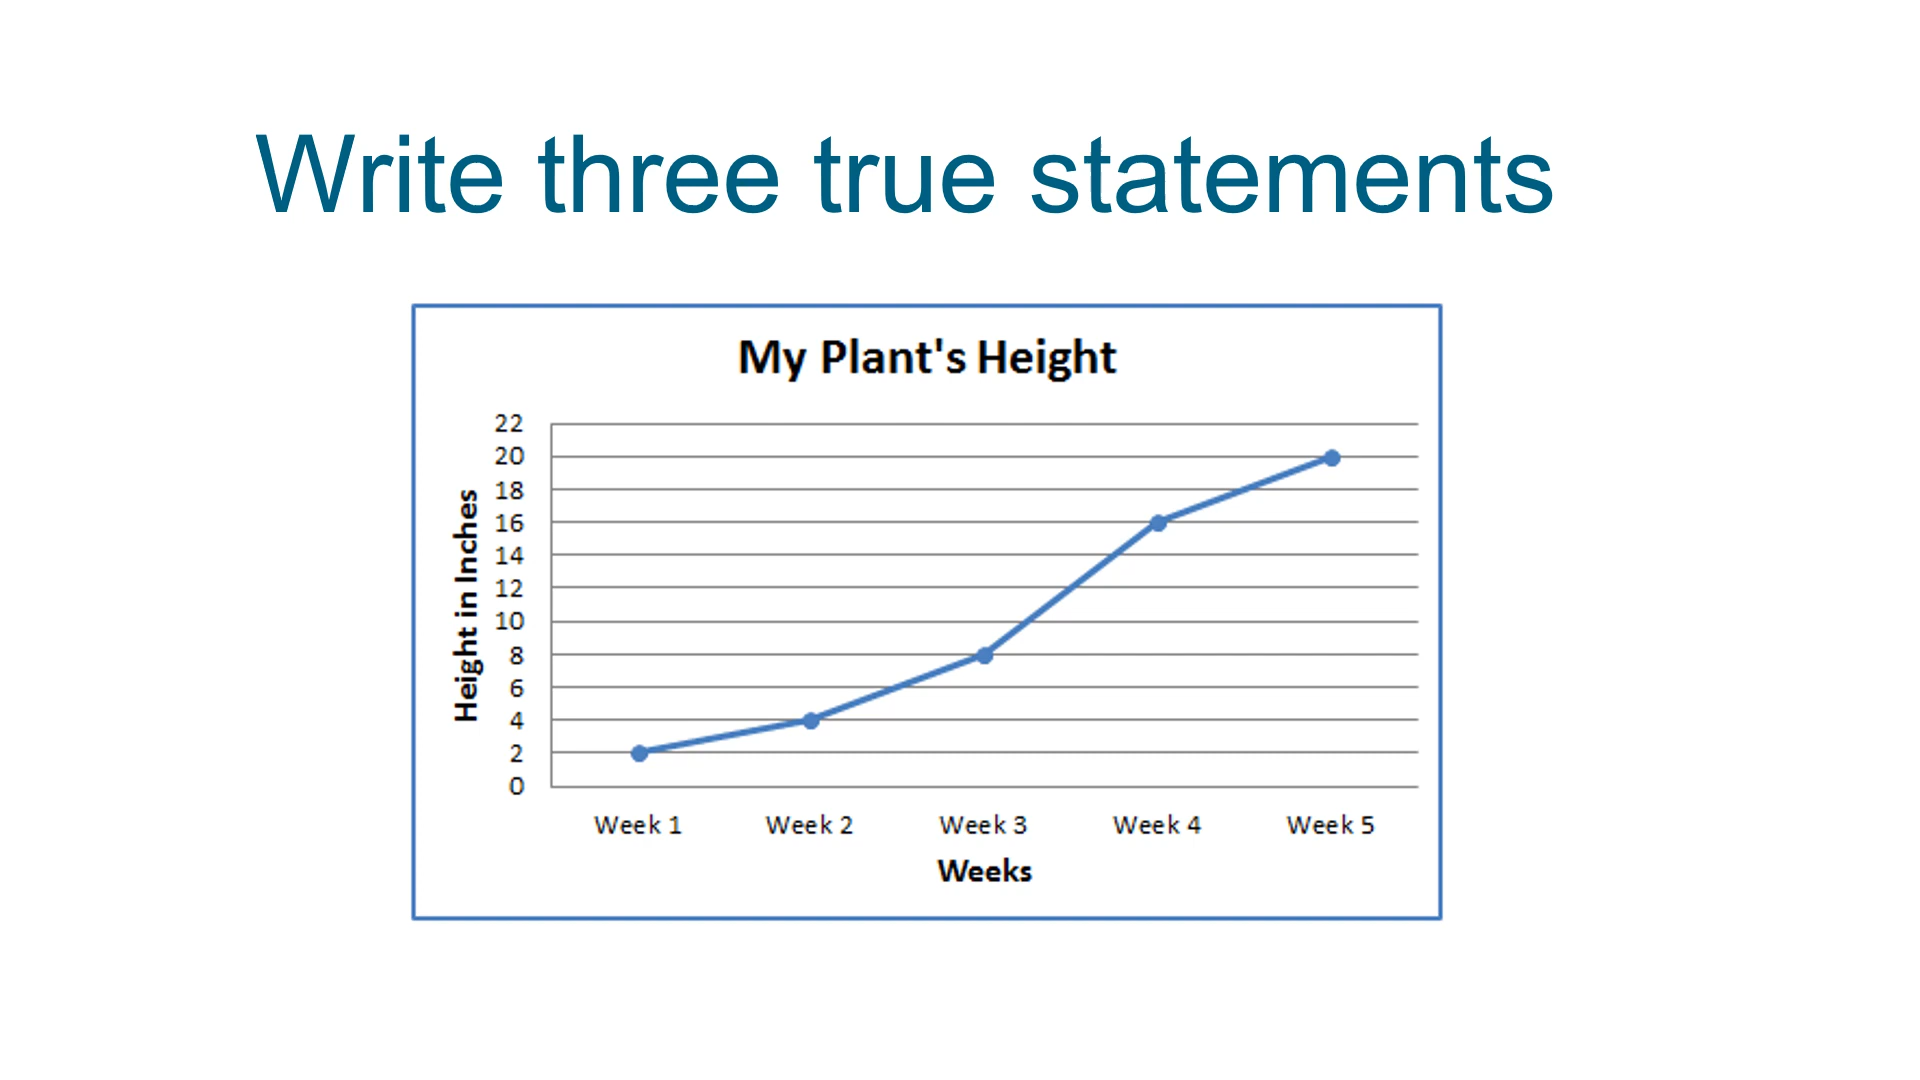 Write three true statements
My Plant's Height
22
20
18
16
14
12
10
8
6
4
2
0
Height in Inches
Week 1 Week 2 Week 3 Week 4 Week 5
Weeks